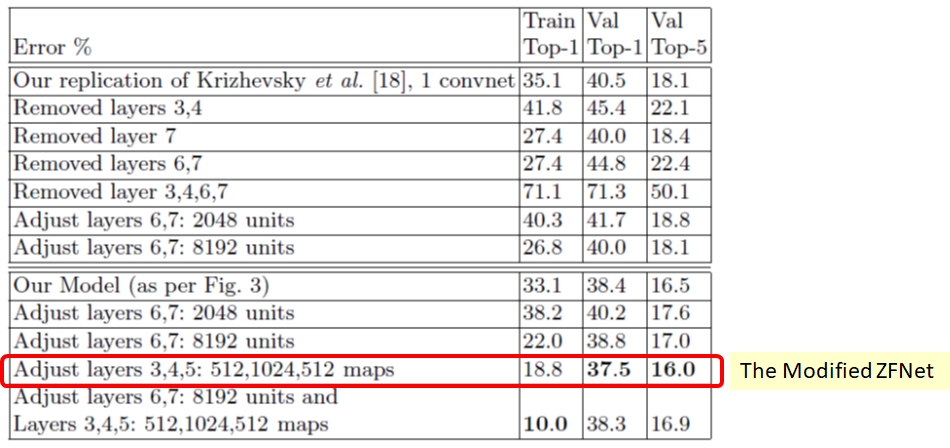 Train Val Val
Error % Top-1 Top-1 Top-5
Our replication of Krizhevsky et al. [18], 1 convnet 35.1 40.5 18.1
Removed layers 3,4 41.8 45.4 22.1
Removed layer 7 27.4 40.0 18.4
Removed layers 6,7 27.4 44.8 22.4
Removed layer 3,4,6,7 71.1 71.3 50.1
Adjust layers 6,7: 2048 units 40.3 41.7 18.8
Adjust layers 6,7: 8192 units 26.8 40.0 18.1
Our Model (as per Fig. 3) 33.1 38.4 16.5
Adjust layers 6,7: 2048 units 38.2 40.2 17.6
Adjust layers 6,7: 8192 units 22.0 38.8 17.0
Adjust layers 3,4,5: 512,1024,512 maps 18.8 37.5 16.0 The Modified ZFNet
Adjust layers 6,7: 8192 units and
Layers 3,4,5: 512,1024,512 maps 10.0 38.3 16.9